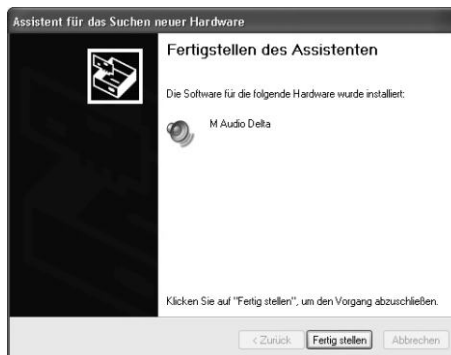 Assistent für das Suchen neuer Hardware
Fertigstellen des Assistenten
Die Software für die folgende Hardware wurde installiert:
M Audio Delta
Klicken Sie auf "Fertig stellen", um den Vorgang abzuschließen.
< Zurück Fertig stellen Abbrechen